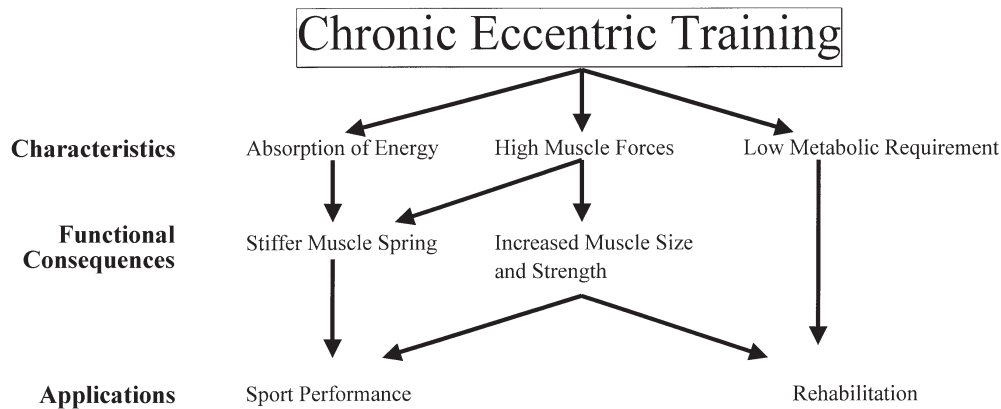 Chronic Eccentric Training
Characteristics
Absorption of Energy
High Muscle Forces
Low Metabolic Requirement
Functional
Consequences
Stiffer Muscle Spring
Increased Muscle Size
and Strength
Applications
Sport Performance
Rehabilitation